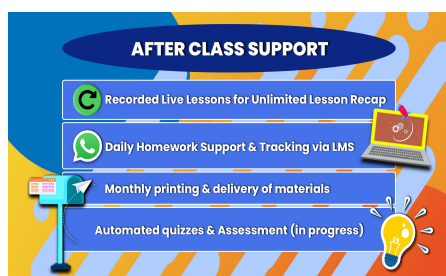 AFTER CLASS SUPPORT
Recorded Live Lessons for Unlimited Lesson Recap
Daily Homework Support & Tracking via LMS
Monthly printing & delivery of materials
Automated quizzes & Assessment (in progress)